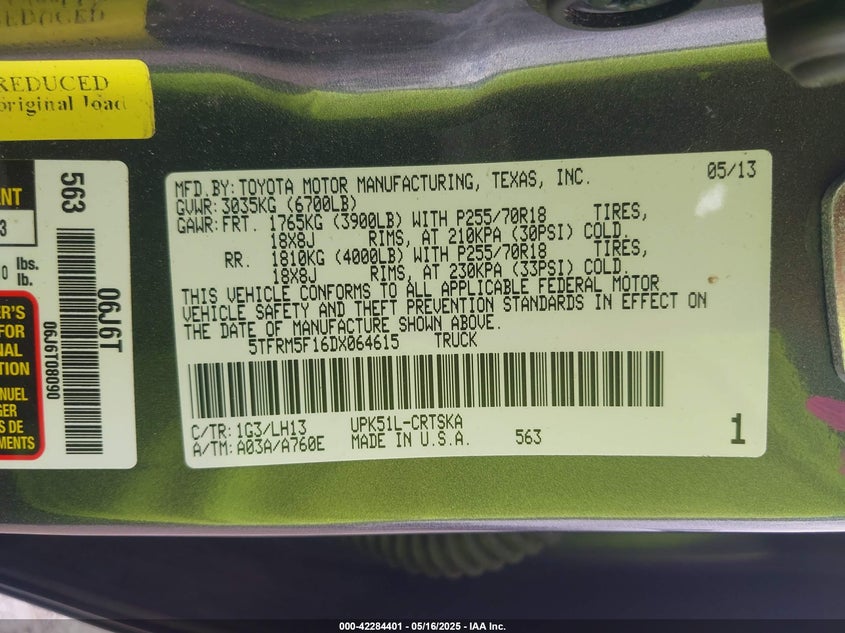 REDUCED
original load
563
06J6T
06J6T08090
lbs.
lb.
MFD.BY:TOYOTA MOTOR MANUFACTURING, TEXAS, INC. 05/13
GVWR:3035KG (6700LB)
GAWR:FRT. 1765KG (3900LB) WITH P255/70R18 TIRES,
18X8J RIMS, AT 210KPA (30PSI) COLD.
RR. 1810KG (4000LB) WITH P255/70R18 TIRES,
18X8J RIMS, AT 230KPA (33PSI) COLD.
THIS VEHICLE CONFORMS TO ALL APPLICABLE FEDERAL MOTOR
VEHICLE SAFETY AND THEFT PREVENTION STANDARDS IN EFFECT ON
THE DATE OF MANUFACTURE SHOWN ABOVE.
5TFRM5F16DX064615 TRUCK
C/TR:1G3/LH13 UPK51L-CRTSKA
A/TM:A03A/A760E MADE IN U.S.A. 563 1
000-42284401 - 05/16/2025 - IAA Inc.